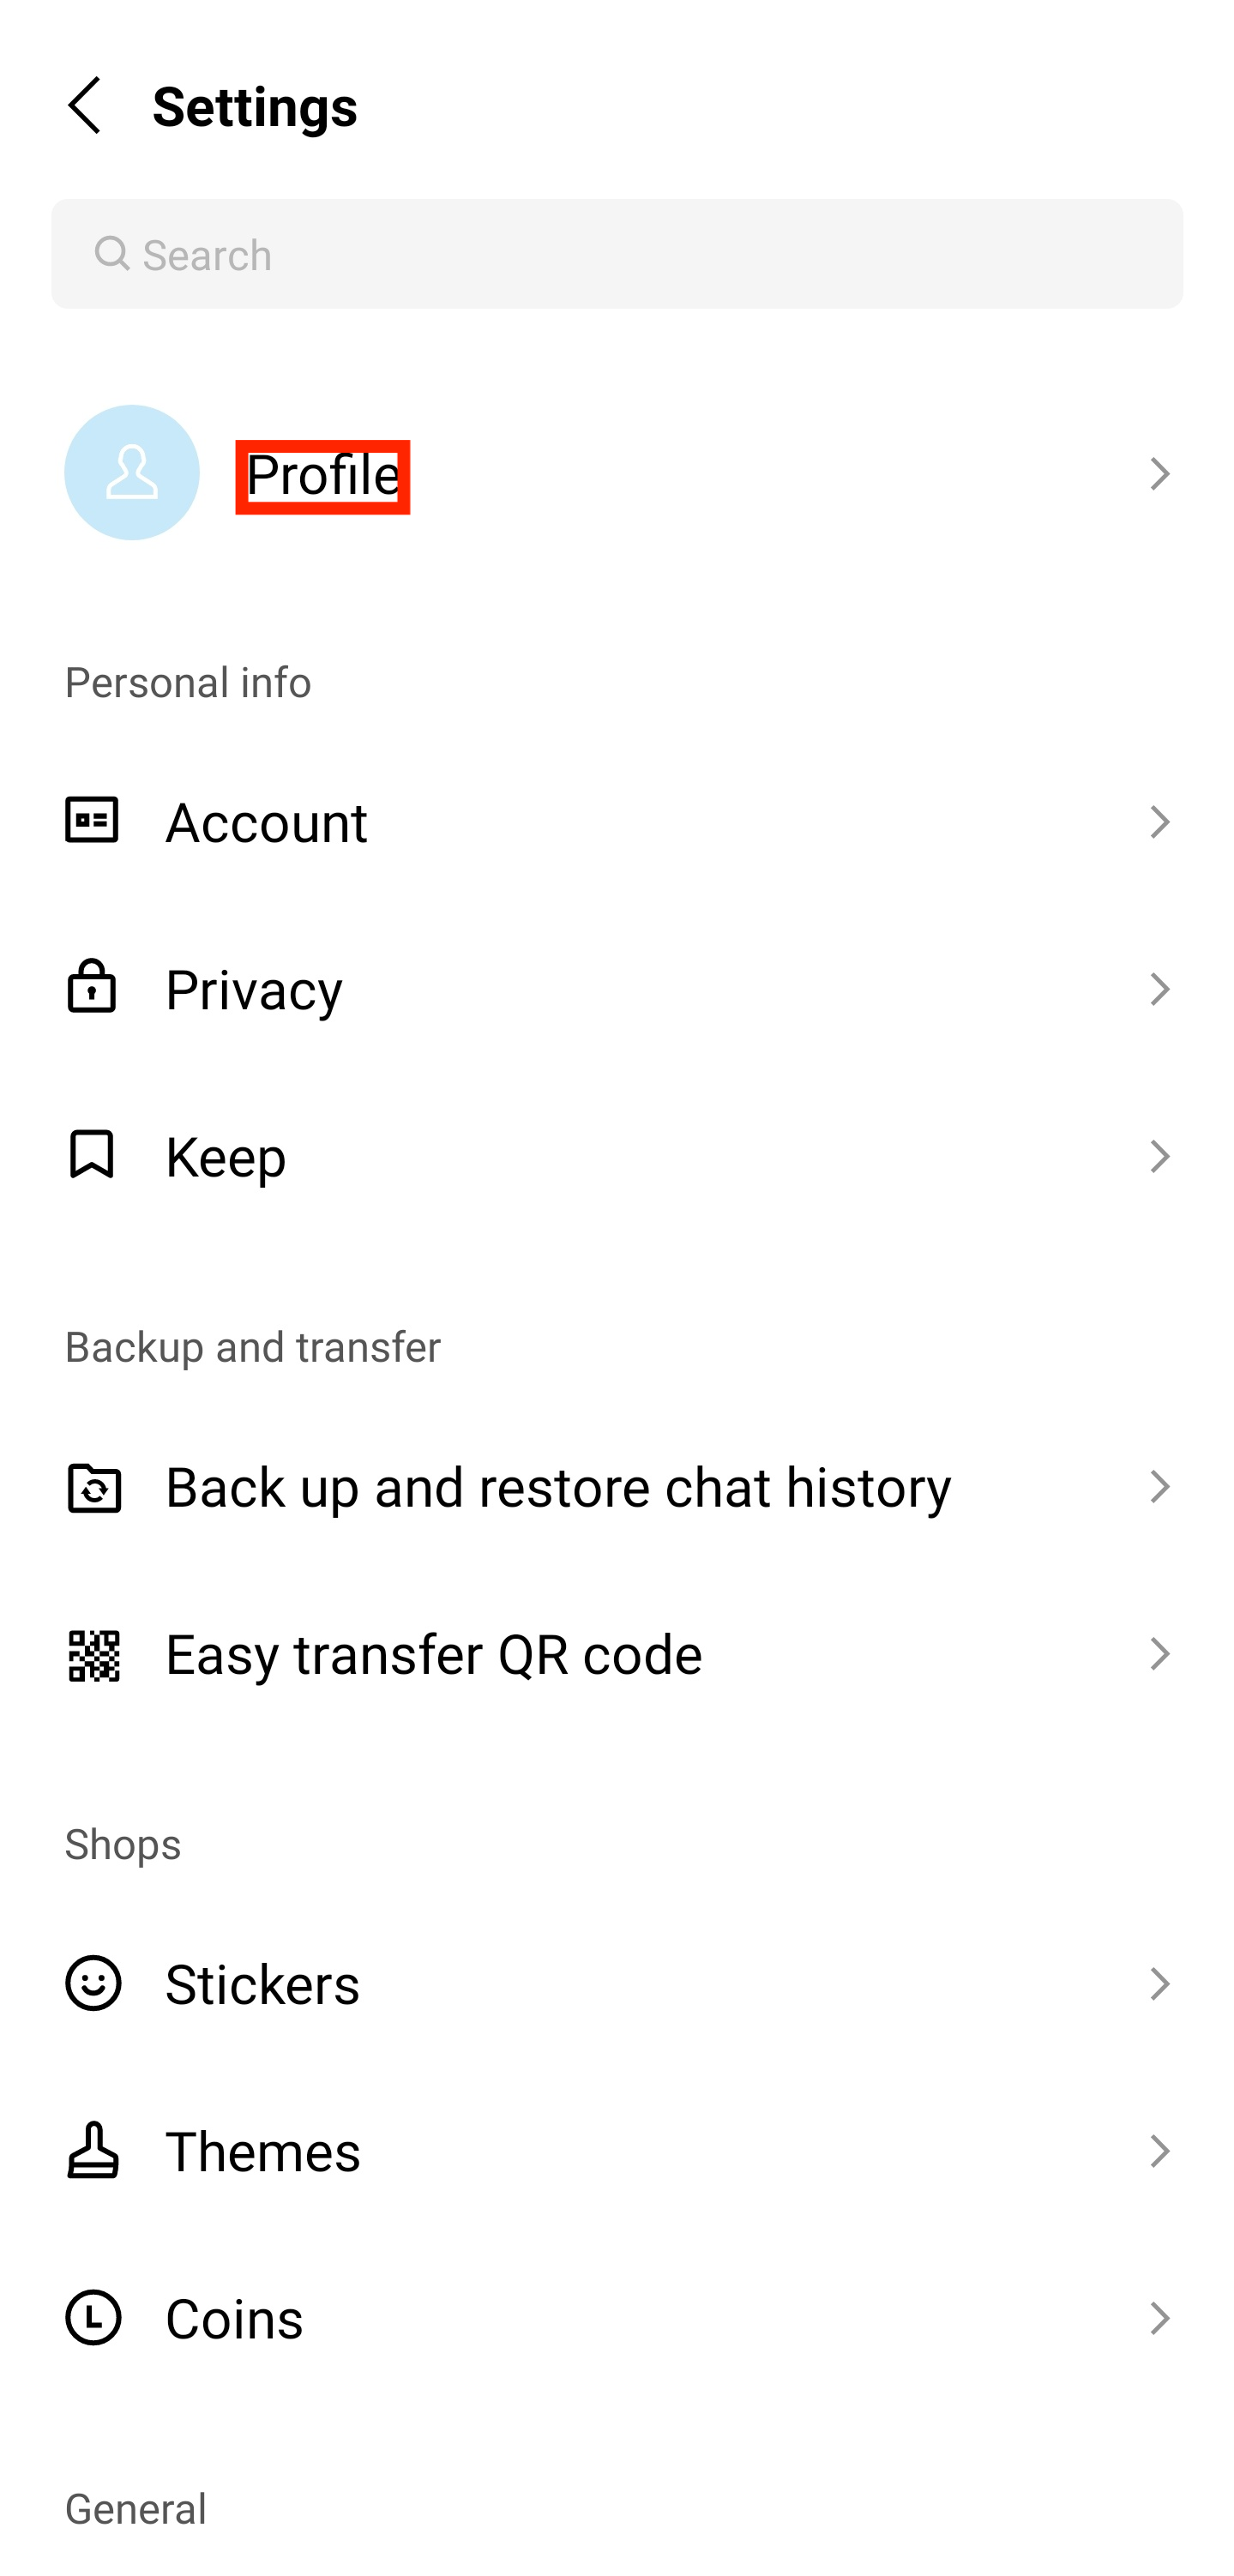 Settings
Search
Profile
Personal info
Account
Privacy
Keep
Backup and transfer
Back up and restore chat history
Easy transfer QR code
Shops
Stickers
Themes
L
Coins
General